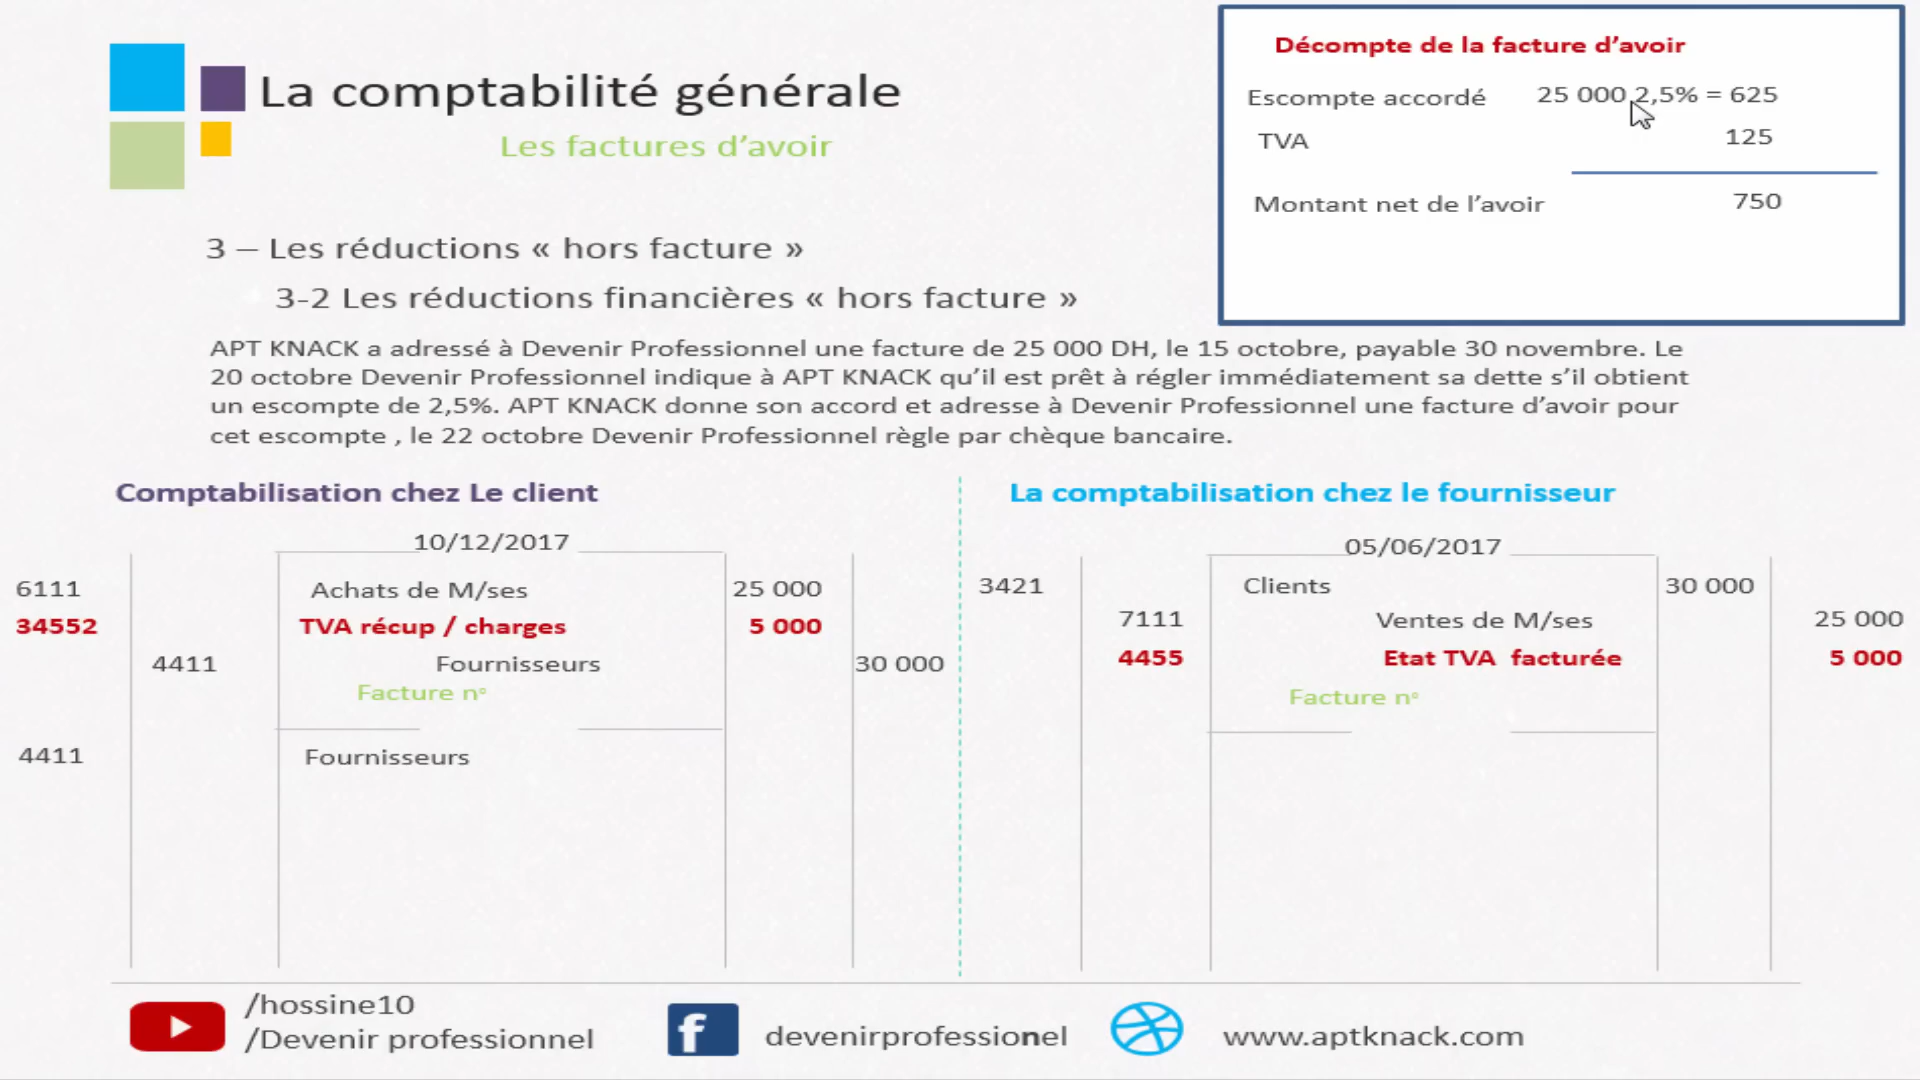 La comptabilité générale
Les factures d’avoir
Décompte de la facture d’avoir
Escompte accordé 25 000 2,5% = 625
TVA 125
Montant net de l’avoir 750
3 – Les réductions « hors facture »
3-2 Les réductions financières « hors facture »
APT KNACK a adressé à Devenir Professionnel une facture de 25 000 DH, le 15 octobre, payable 30 novembre. Le
20 octobre Devenir Professionnel indique à APT KNACK qu’il est prêt à régler immédiatement sa dette s’il obtient
un escompte de 2,5%. APT KNACK donne son accord et adresse à Devenir Professionnel une facture d’avoir pour
cet escompte , le 22 octobre Devenir Professionnel règle par chèque bancaire.
Comptabilisation chez Le client
10/12/2017
6111 Achats de M/ses 25 000
34552 TVA récup / charges 5 000
4411 Fournisseurs 30 000
Facture n°
4411 Fournisseurs
La comptabilisation chez le fournisseur
05/06/2017
3421 Clients 30 000
7111 Ventes de M/ses 25 000
4455 Etat TVA facturée 5 000
Facture n°
/hossine10
/Devenir professionnel
devenirprofessionel
www.aptknack.com